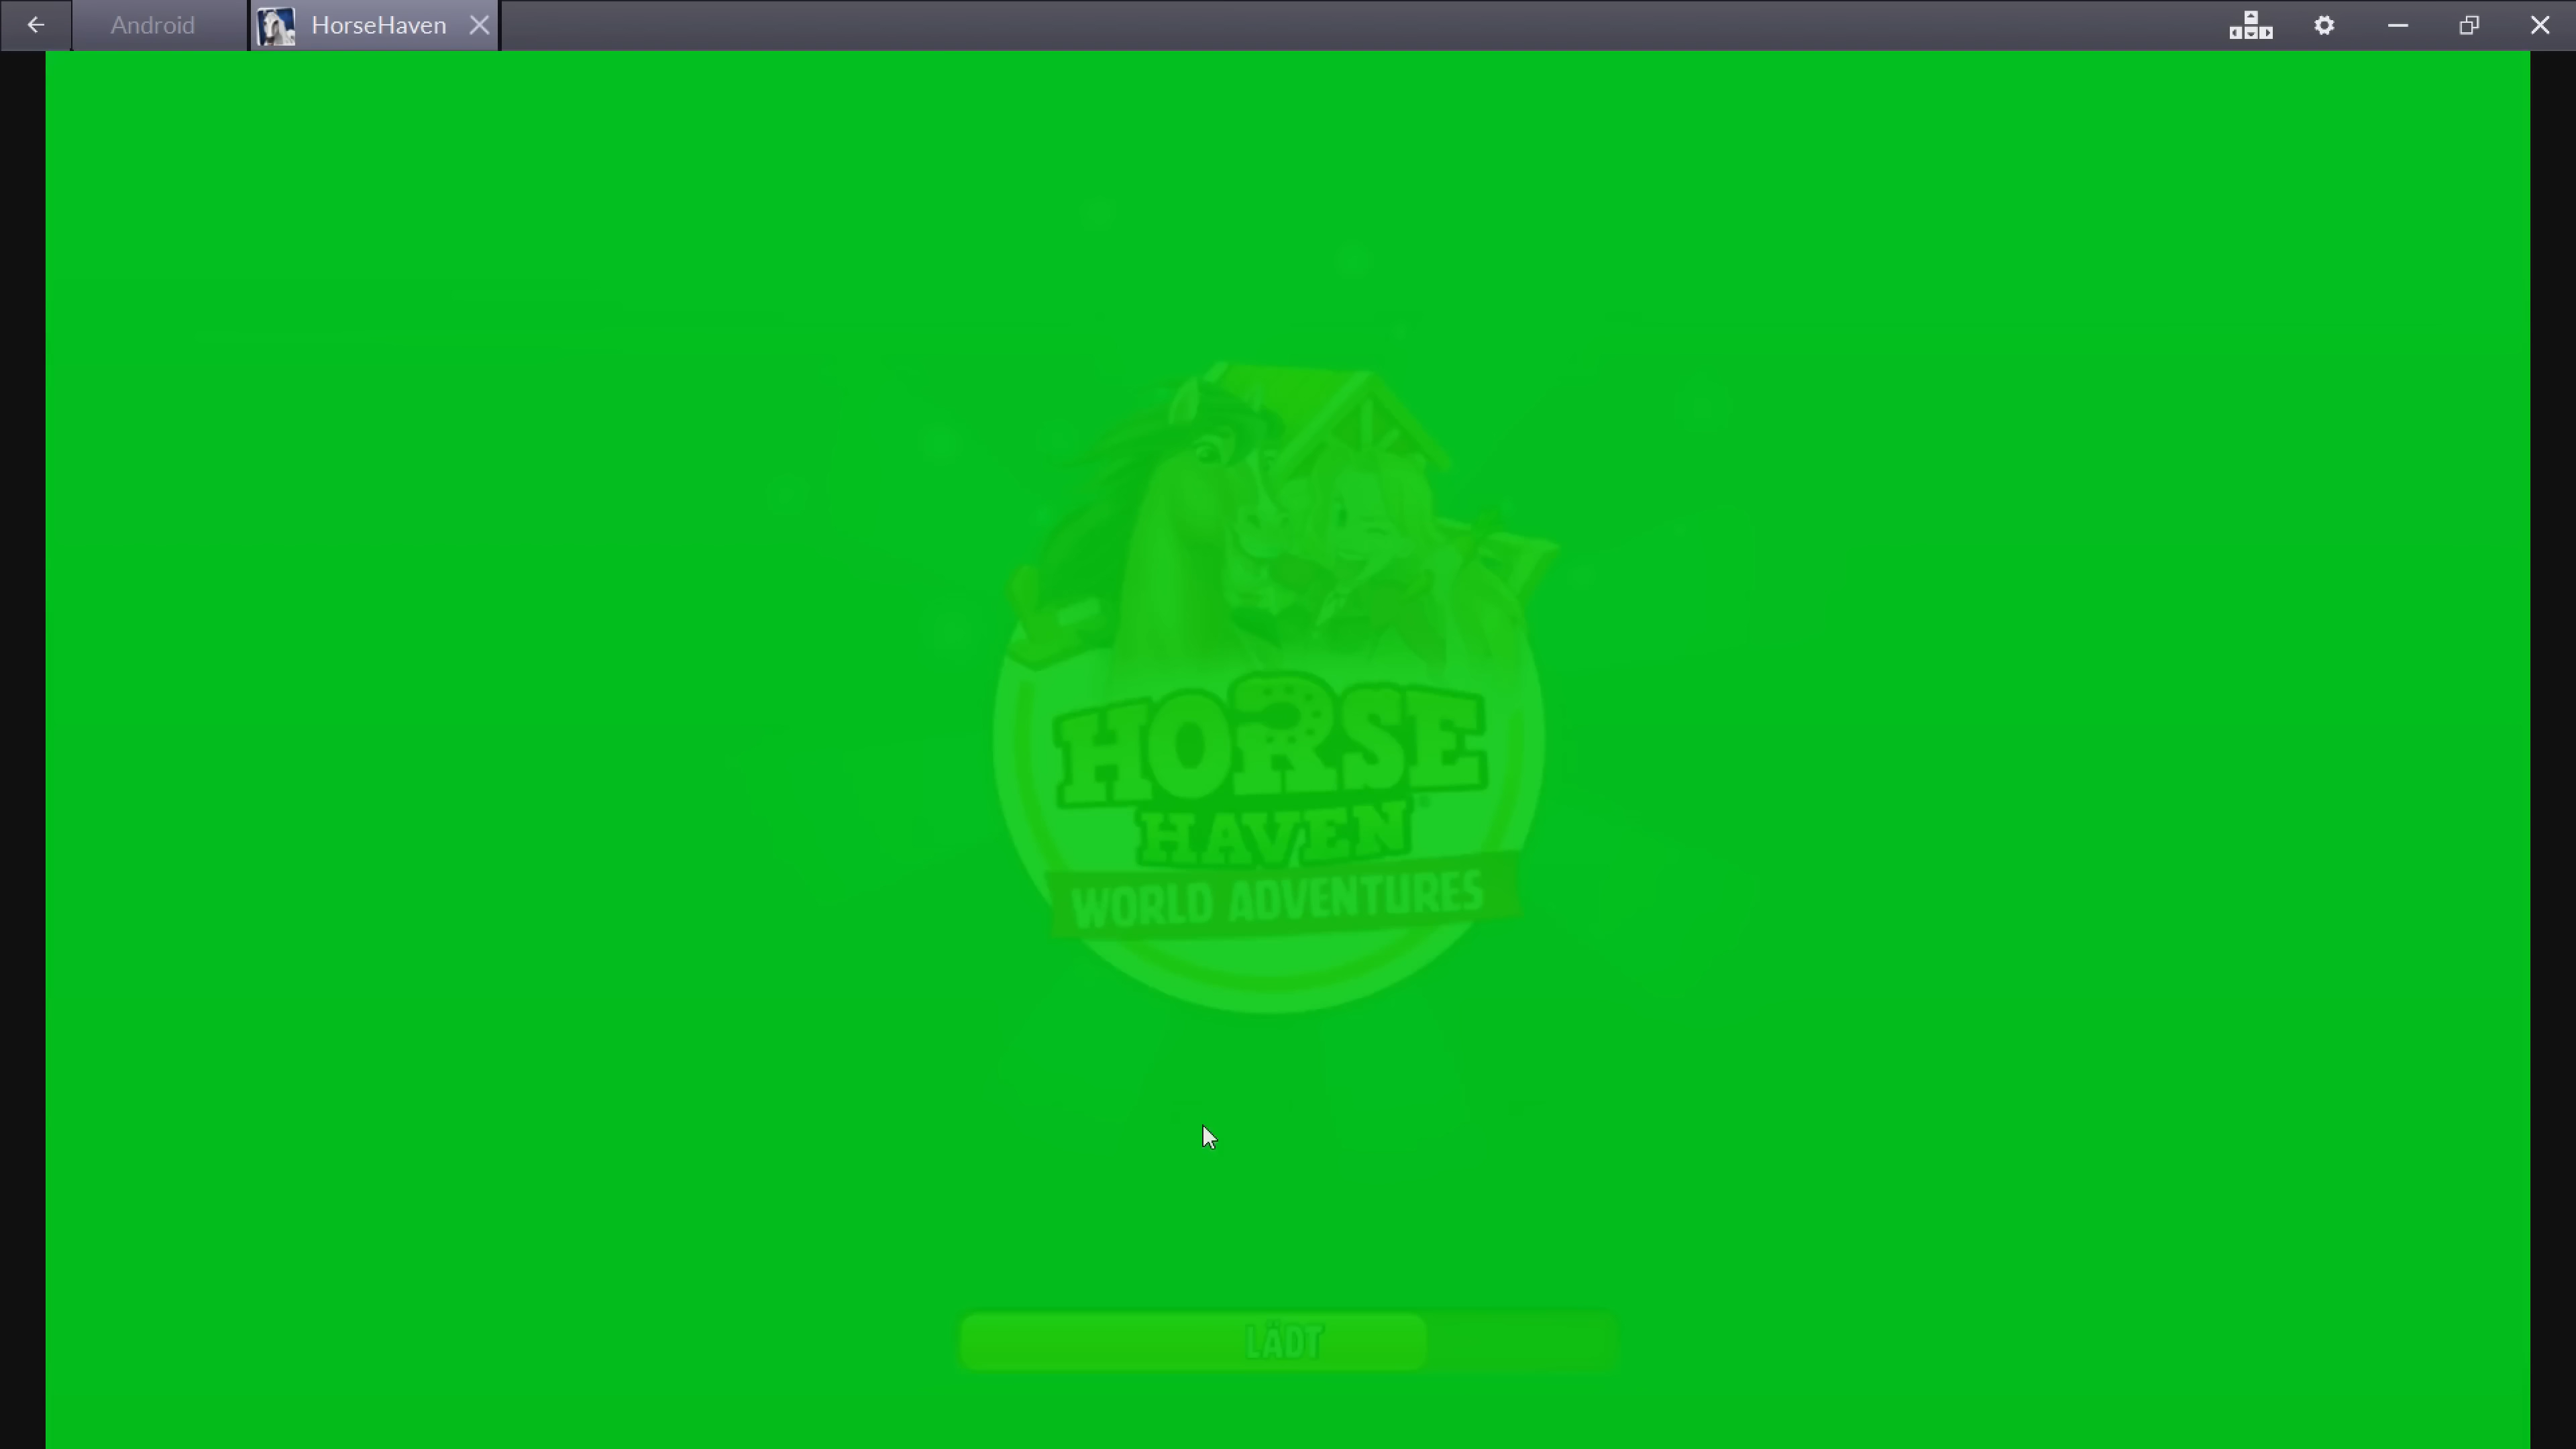 Android
HorseHaven
HORSE
HAVEN®
WORLD ADVENTURES
LÄDT